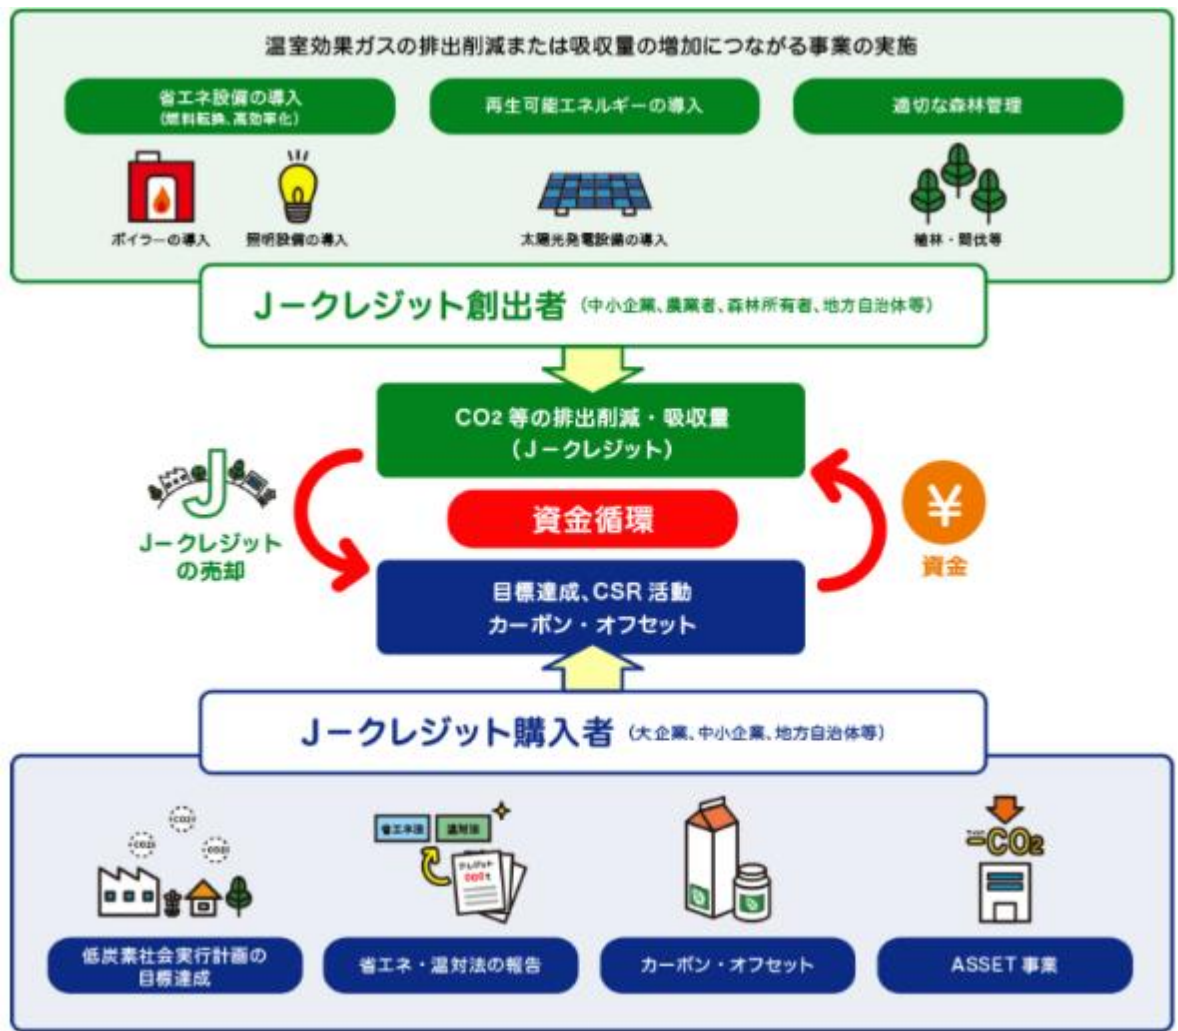 温室効果ガスの排出削減または吸収量の増加につながる事業の実施
省エネ設備の導入
(燃料転換、高効率化)
再生可能エネルギーの導入
適切な森林管理
ボイラーの導入
照明設備の導入
太陽光発電設備の導入
植林・間伐等
J-クレジット創出者 (中小企業、農業者、森林所有者、地方自治体等)
CO2 等の排出削減・吸収量
(J-クレジット)
J
J-クレジット
の売却
資金循環
¥
資金
目標達成、CSR 活動
カーボン・オフセット
J-クレジット購入者 (大企業、中小企業、地方自治体等)
-CO2
-CO2
-CO2
省エネ法
温対法
クレジット
低炭素社会実行計画の
目標達成
省エネ・温対法の報告
カーボン・オフセット
-CO2
ASSET 事業